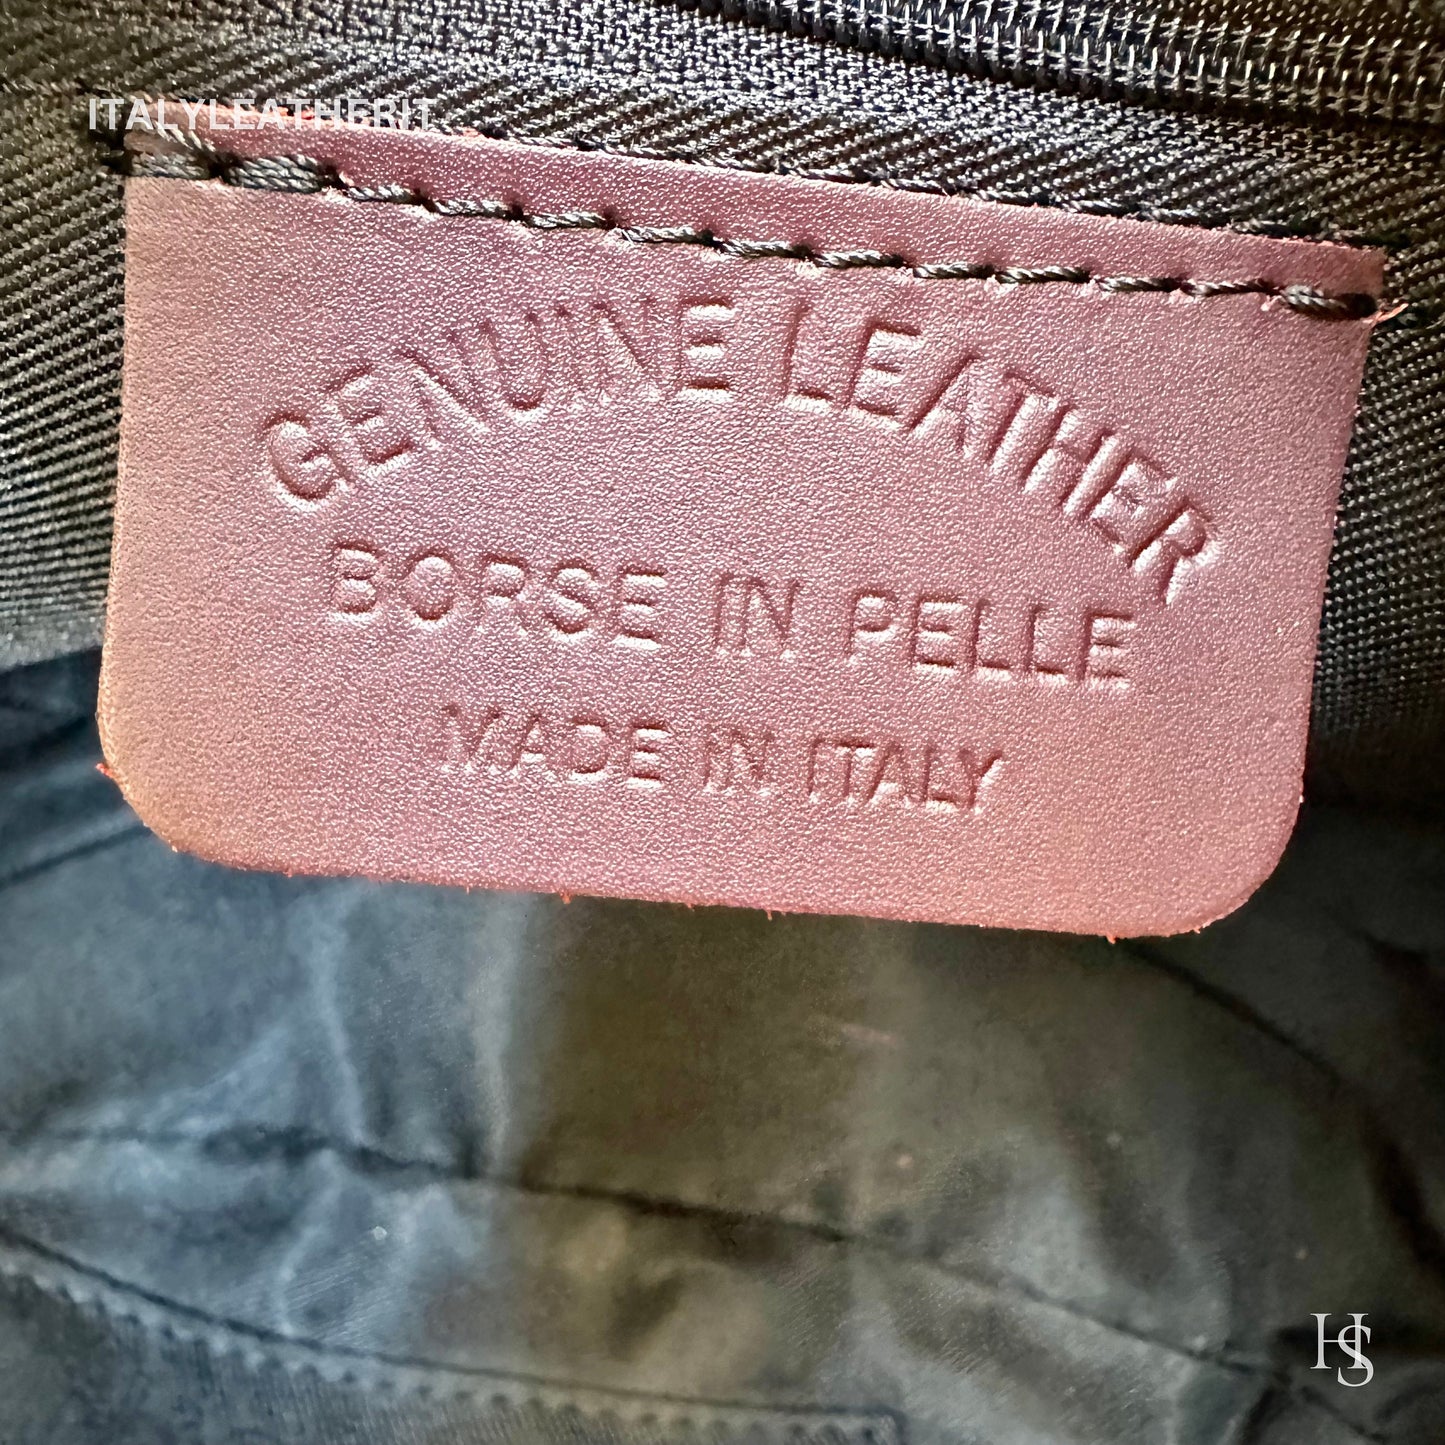 ITALYLEATHERIT
GENUINE LEATHER
BORSE IN PELLE
MADE IN ITALY
HS